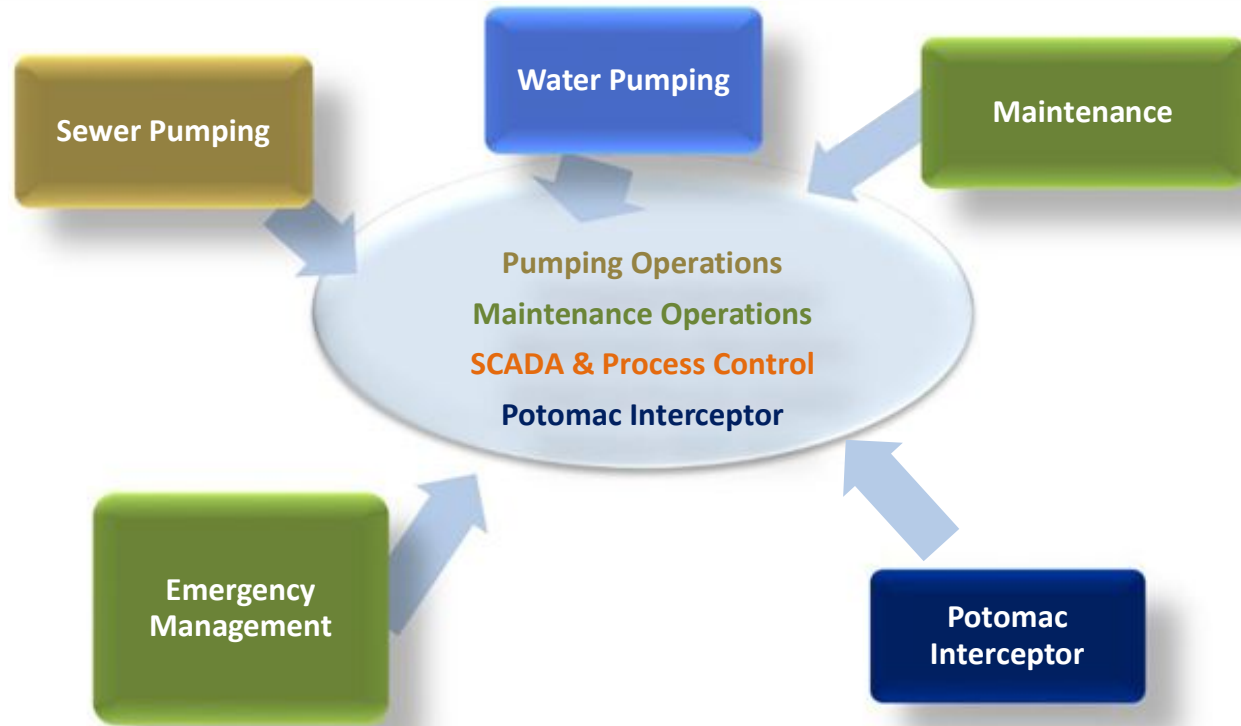 Water Pumping
Sewer Pumping
Maintenance
Pumping Operations
Maintenance Operations
SCADA & Process Control
Potomac Interceptor
Emergency
Management
Potomac
Interceptor